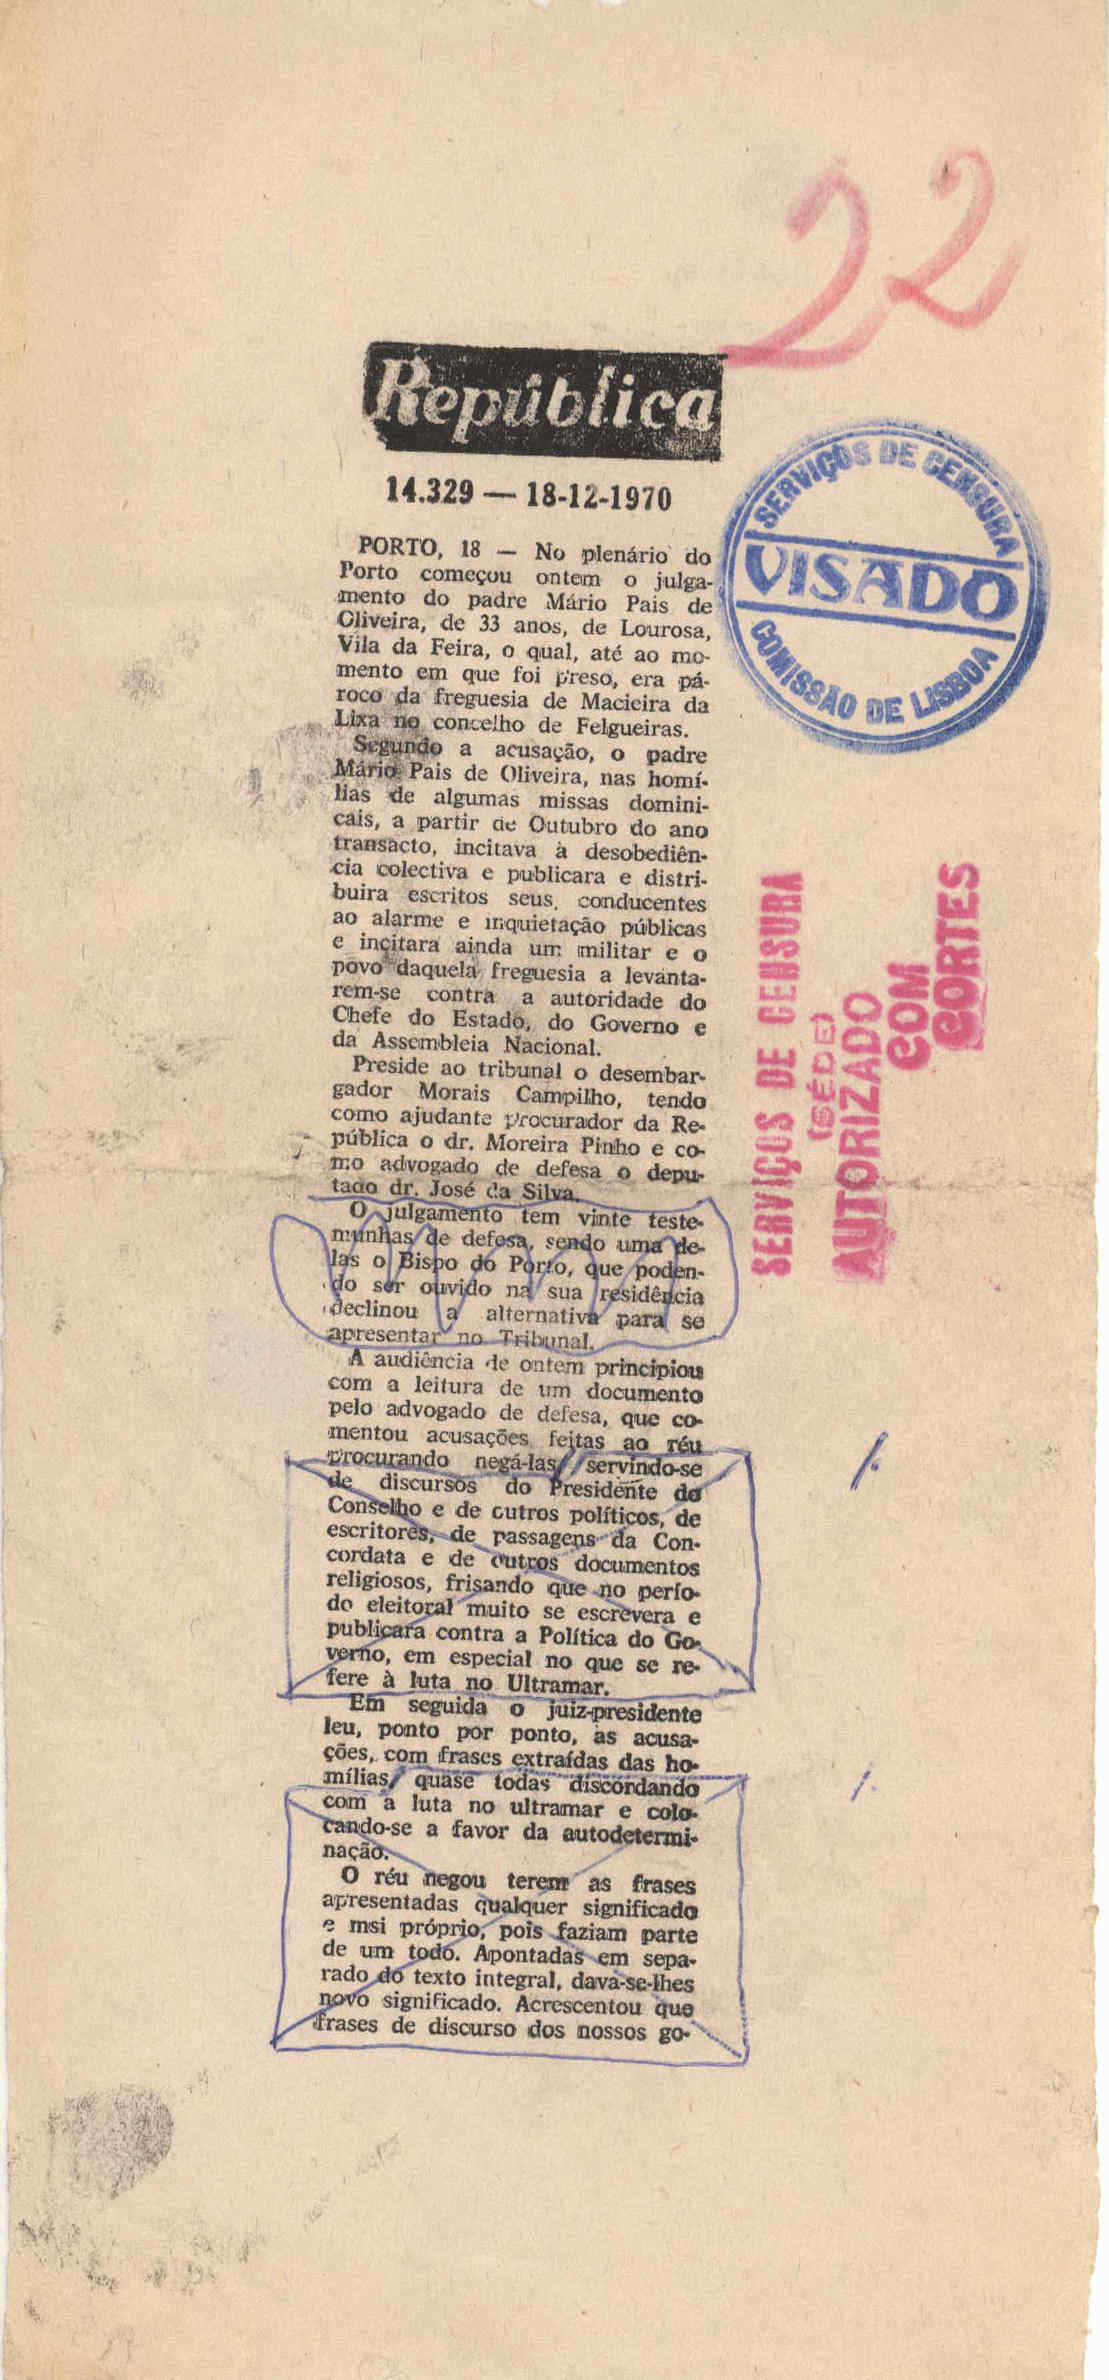 22
República
14.329 — 18-12-1970
SERVIÇOS DE CENSURA
VISADO
COMISSÃO DE LISBOA
PORTO, 18 — No plenário do
Porto começou ontem o julga-
mento do padre Mário Pais de
Oliveira, de 33 anos, de Lourosa,
Vila da Feira, o qual, até ao mo-
mento em que foi preso, era pá-
roco da freguesia de Macieira da
Lixa no concelho de Felgueiras.
Segundo a acusação, o padre
Mário Pais de Oliveira, nas homí-
lias de algumas missas domini-
cais, a partir de Outubro do ano
transacto, incitava à desobediên-
cia colectiva e publicara e distri-
buira escritos seus, conducentes
ao alarme e inquietação públicas
e incitara ainda um militar e o
povo daquela freguesia a levanta-
rem-se contra a autoridade do
Chefe do Estado, do Governo e
da Assembleia Nacional.
Preside ao tribunal o desembar-
gador Morais Campilho, tendo
como ajudante procurador da Re-
pública o dr. Moreira Pinho e co-
mo advogado de defesa o depu-
tado dr. José da Silva.
O julgamento tem vinte teste-
munhas de defesa, sendo uma de-
las o Bispo do Porto, que poden-
do ser ouvido na sua residência
declinou a alternativa para se
apresentar no Tribunal.
A audiência de ontem principiou
com a leitura de um documento
pelo advogado de defesa, que co-
mentou acusações feitas ao réu
procurando negá-las servindo-se
de discursos do Presidente do
Conselho e de outros políticos, de
escritores, de passagens da Con-
cordata e de outros documentos
religiosos, frisando que no perío-
do eleitoral muito se escrevera e
publicara contra a Política do Go-
verno, em especial no que se re-
fere à luta no Ultramar.
Em seguida o juiz-presidente
leu, ponto por ponto, as acusa-
ções, com frases extraídas das ho-
mílias, quase todas discordando
com a luta no ultramar e colo-
cando-se a favor da autodetermi-
nação.
O réu negou terem as frases
apresentadas qualquer significado
e msi próprio, pois faziam parte
de um todo. Apontadas em sepa-
rado do texto integral, dava-se-lhes
novo significado. Acrescentou que
frases de discurso dos nossos go-
SERVIÇOS DE CENSURA
(SÉDE)
AUTORIZADO
COM
CORTES